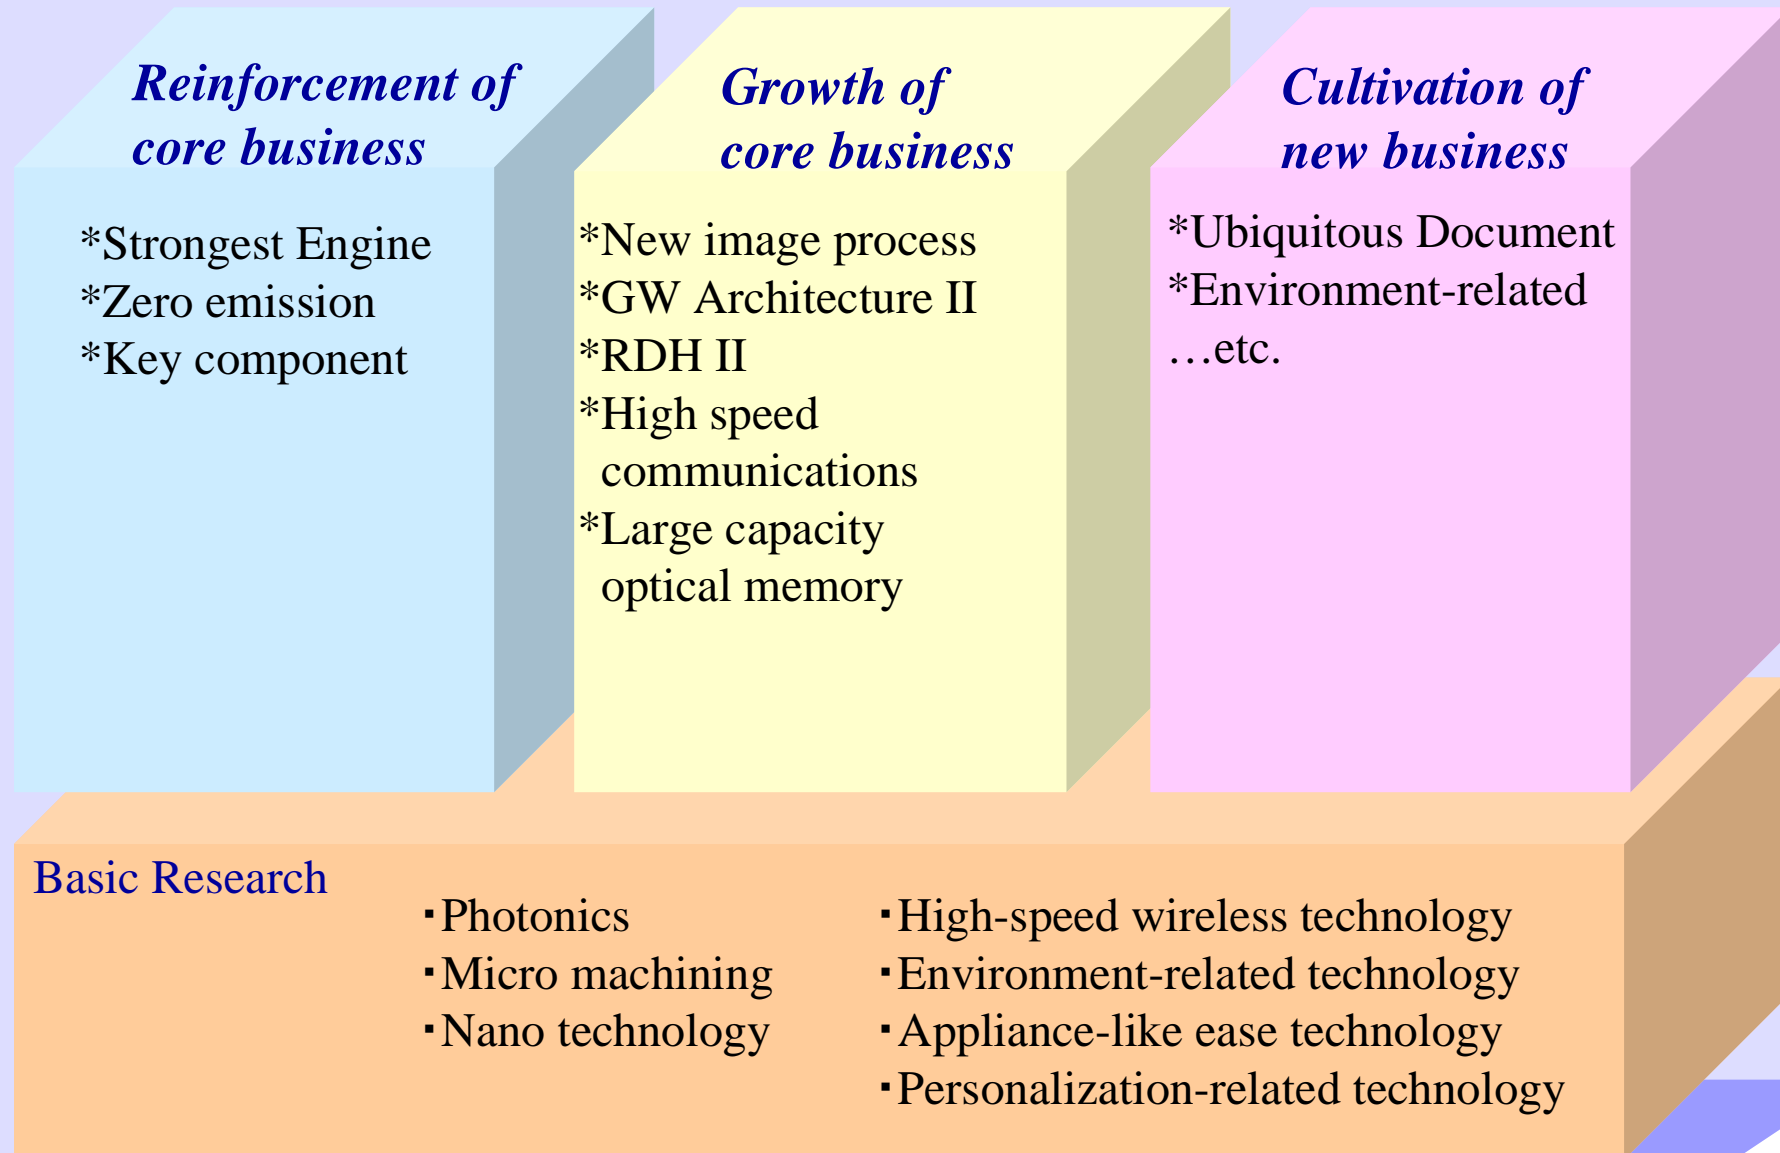 Reinforcement of
core business
*Strongest Engine
*Zero emission
*Key component
Growth of
core business
*New image process
*GW Architecture II
*RDH II
*High speed
communications
*Large capacity
optical memory
Cultivation of
new business
*Ubiquitous Document
*Environment-related
…etc.
Basic Research
・Photonics
・Micro machining
・Nano technology
・High-speed wireless technology
・Environment-related technology
・Appliance-like ease technology
・Personalization-related technology